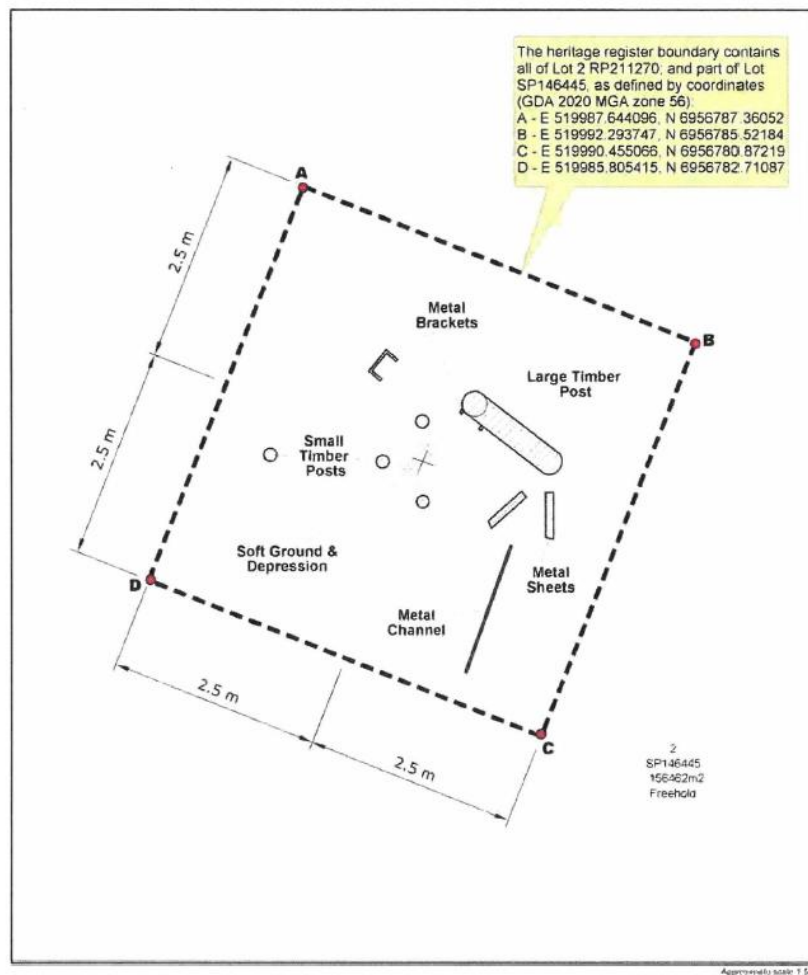 The heritage register boundary contains
all of Lot 2 RP211270; and part of Lot
SP146445, as defined by coordinates
(GDA 2020 MGA zone 56):
A - E 519987.644096, N 6956787.36052
B - E 519992.293747, N 6956785.52184
C - E 519990.455066, N 6956780.87219
D - E 519985.805415, N 6956782.71087
A
2.5 m
Metal
Brackets
B
Large Timber
Post
2.5 m
Small
Timber
Posts
Soft Ground &
Depression
D
Metal
Sheets
Metal
Channel
2.5 m
C
2.5 m
2
SP146445
156462m2
Freehold
Approximate scale